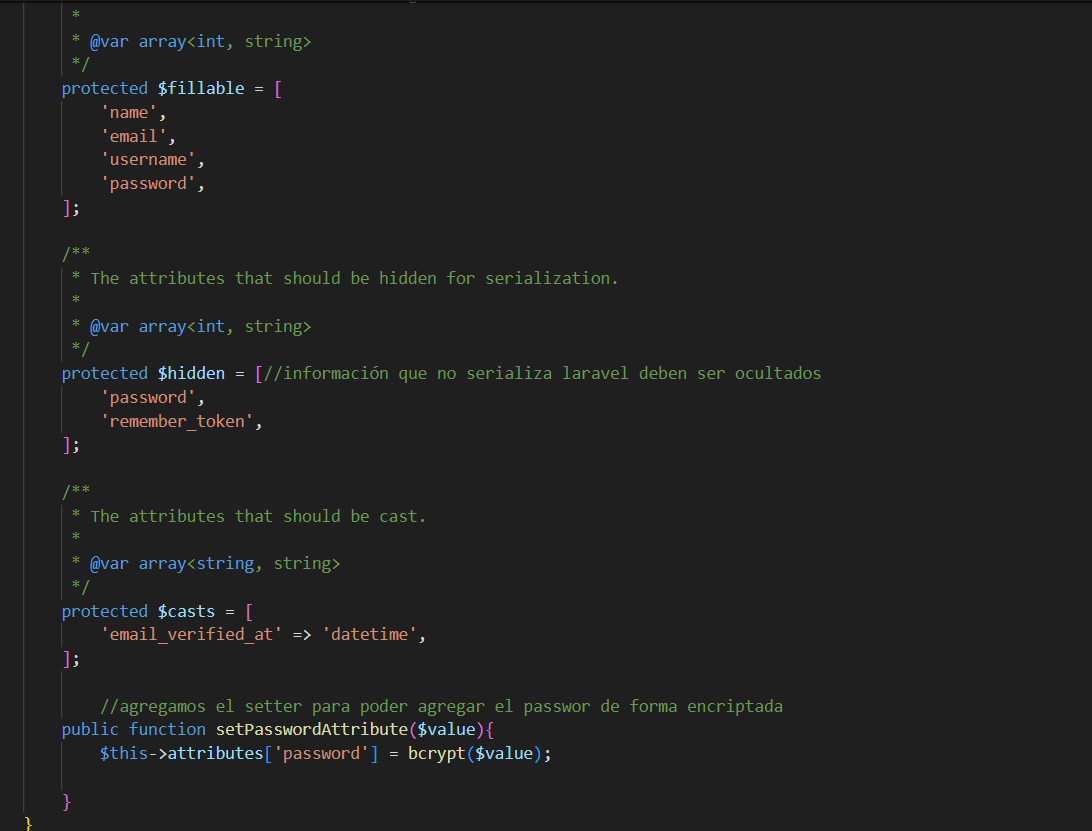 *
* @var array<int, string>
*/
protected $fillable = [
'name',
'email',
'username',
'password',
];
/**
* The attributes that should be hidden for serialization.
*
* @var array<int, string>
*/
protected $hidden = [//información que no serializa laravel deben ser ocultados
'password',
'remember_token',
];
/**
* The attributes that should be cast.
*
* @var array<string, string>
*/
protected $casts = [
'email_verified_at' => 'datetime',
];
//agregamos el setter para poder agregar el passwor de forma encriptada
public function setPasswordAttribute($value){
$this->attributes['password'] = bcrypt($value);
}
}